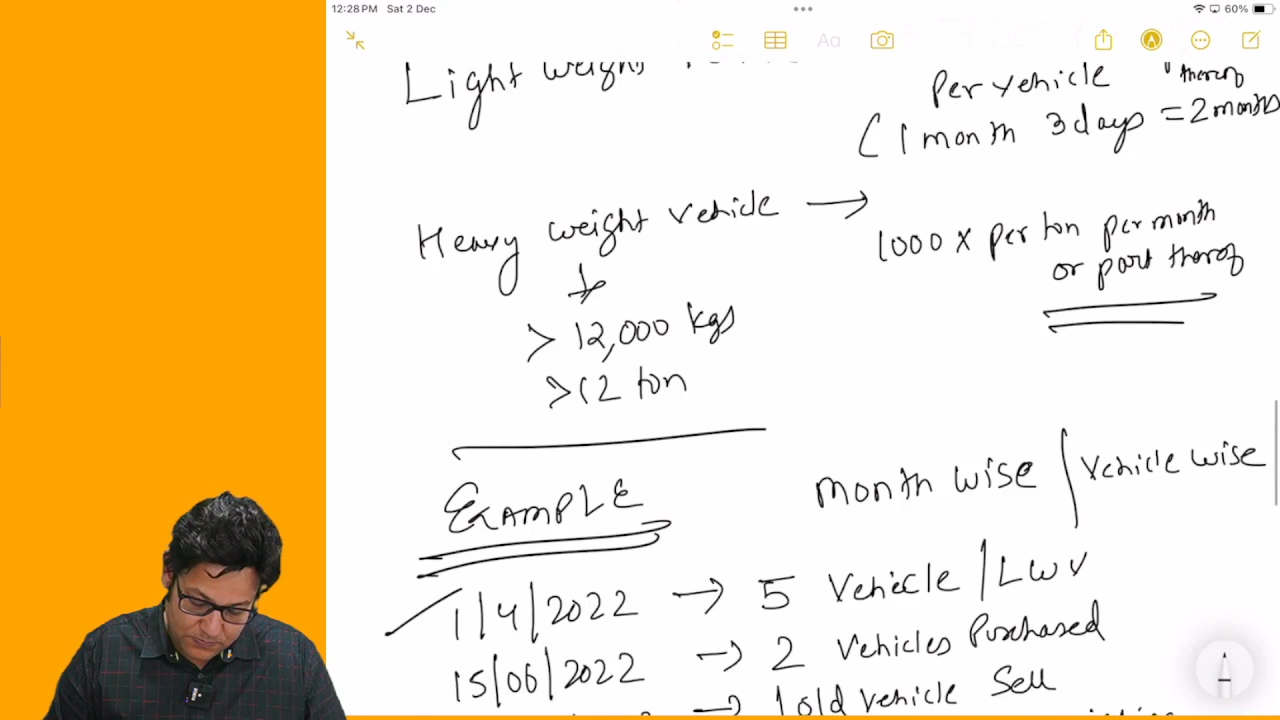 12:28 PM Sat 2 Dec
60%
Aa
Light weight
per vehicle " thereof
(1 month 3 days = 2 months
Heavy weight vehicle →
1000 x per ton per month
or part thereof
> 12,000 kgs
> 12 ton
EXAMPLE
month wise | vehicle wise
1/4/2022 → 5 Vehicle / LWV
15/06/2022 → 2 vehicles Purchased
→ 1 old vehicle Sell